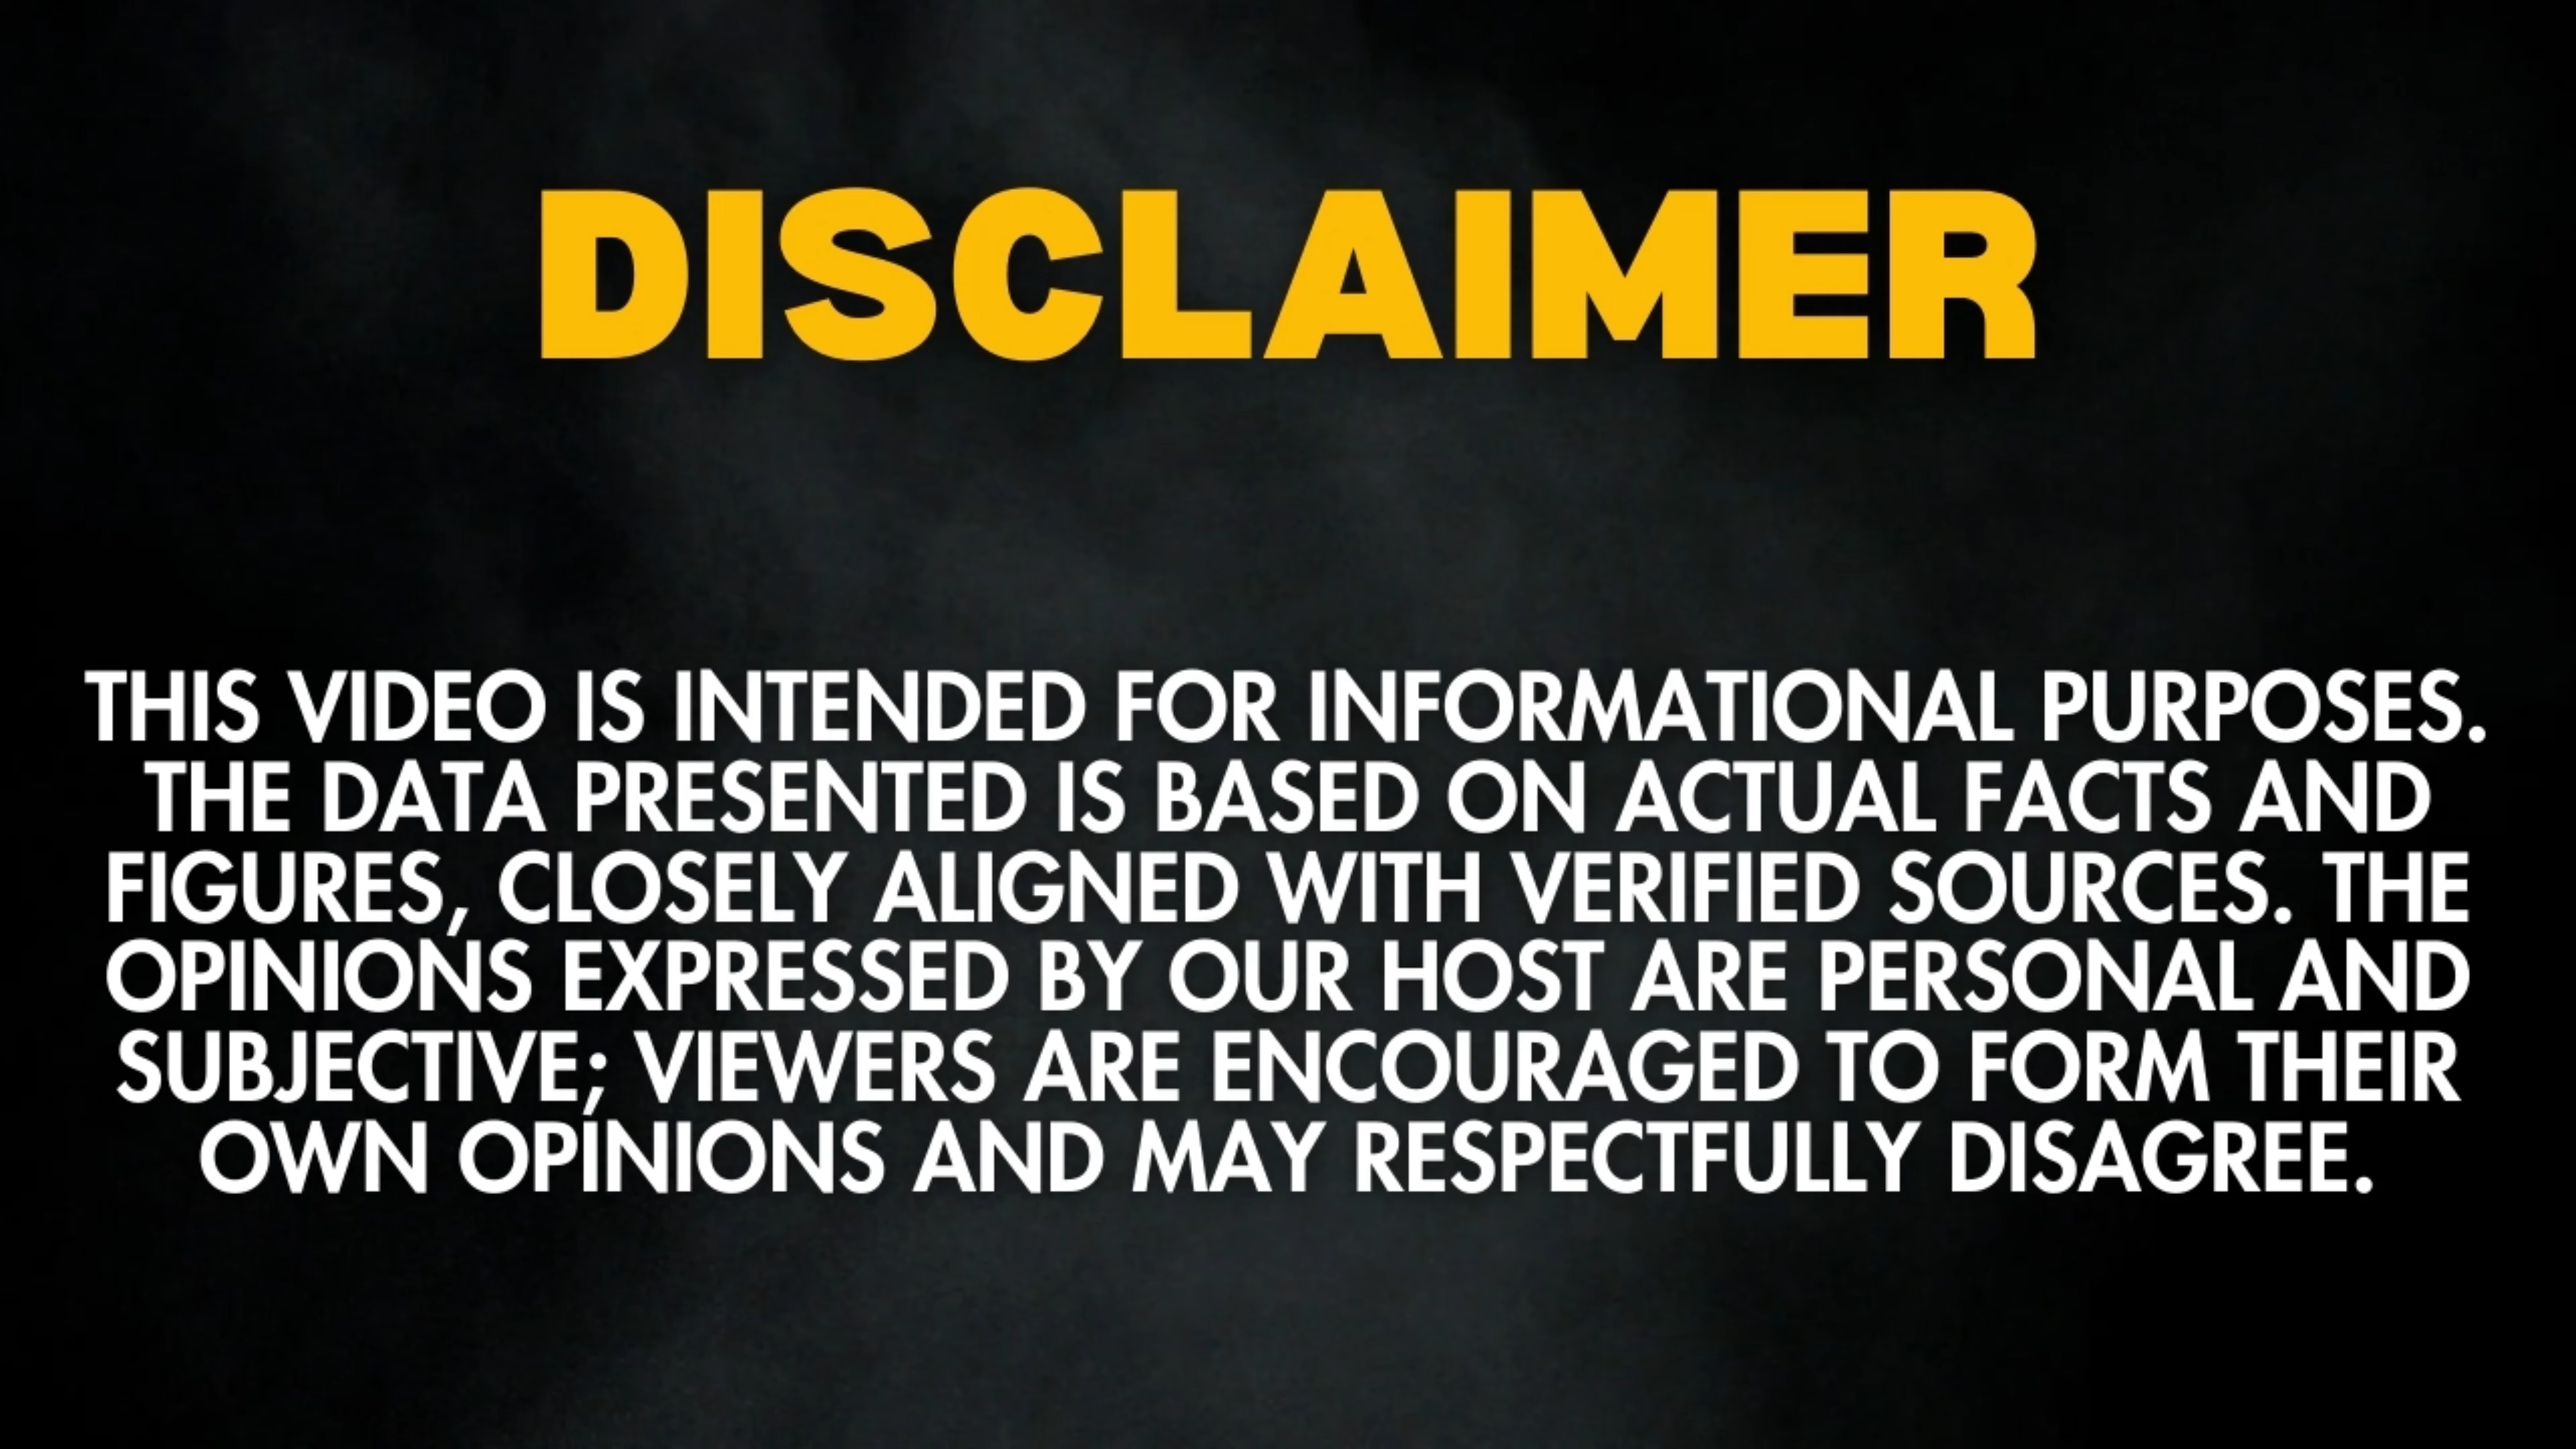 DISCLAIMER
THIS VIDEO IS INTENDED FOR INFORMATIONAL PURPOSES.
THE DATA PRESENTED IS BASED ON ACTUAL FACTS AND
FIGURES, CLOSELY ALIGNED WITH VERIFIED SOURCES. THE
OPINIONS EXPRESSED BY OUR HOST ARE PERSONAL AND
SUBJECTIVE; VIEWERS ARE ENCOURAGED TO FORM THEIR
OWN OPINIONS AND MAY RESPECTFULLY DISAGREE.